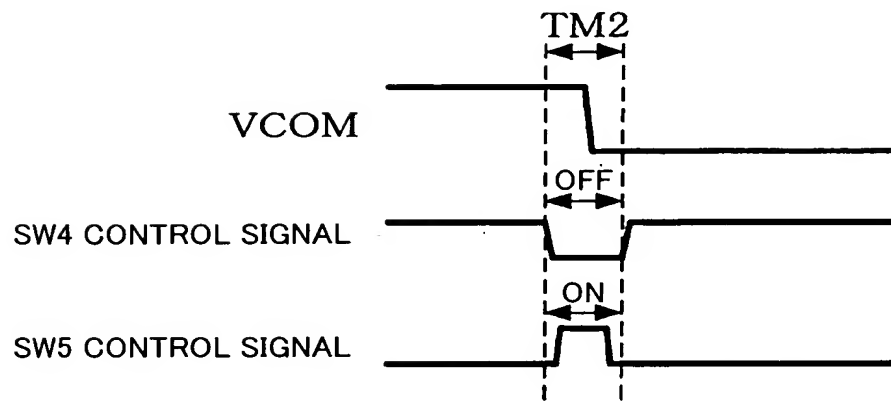 TM2
VCOM
OFF
SW4 CONTROL SIGNAL
ON
SW5 CONTROL SIGNAL